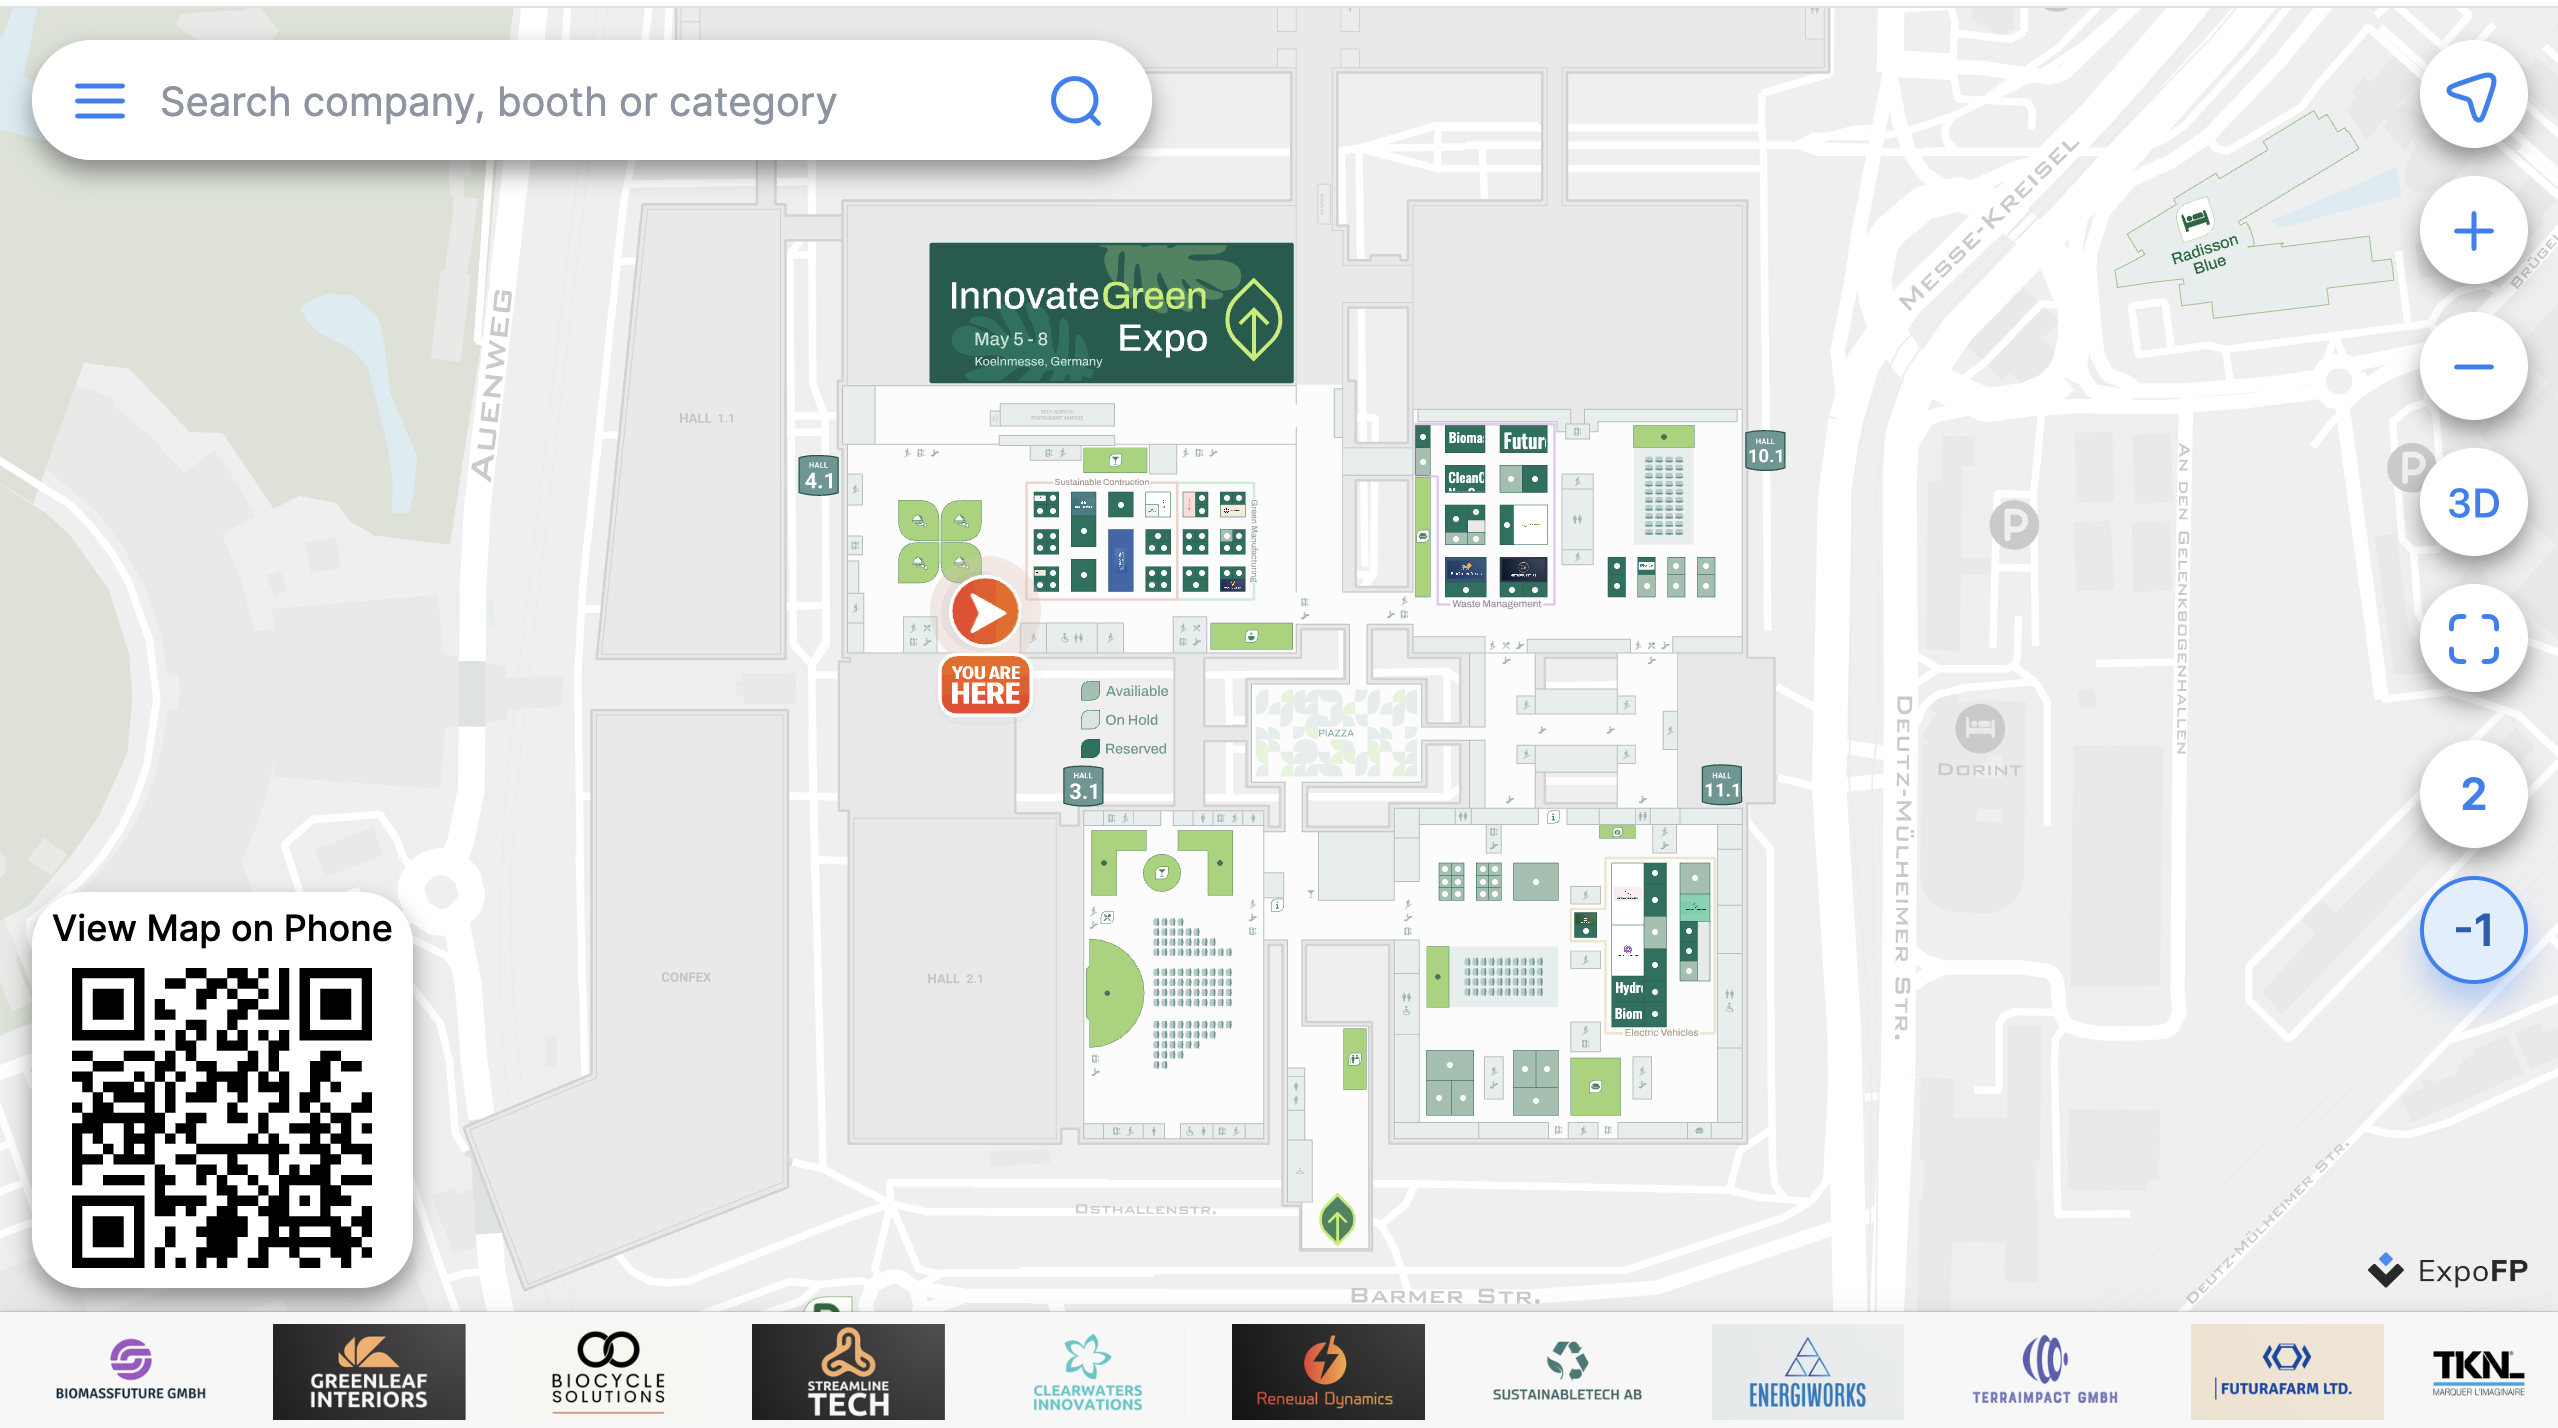 Search company, booth or category
InnovateGreen
Expo
May 5 - 8
Koelnmesse, Germany
AUENWEG
HALL 1.1
HALL
4.1
SELF-SERVICE
Sustainable Contruction
Green Manufacturing
YOU ARE
HERE
Availiable
On Hold
Reserved
HALL
3.1
PIAZZA
Bioma
Futur
Clean
Waste Management
HALL
10.1
HALL
11.1
Hydr
Biom
Electric Vehicles
CONFEX
HALL 2.1
MESSE-KREISEL
Radisson
Blue
BRÜGEL
P
P
AN DEN GELENKBOGENHALLEN
DORINT
DEUTZ-MÜLHEIMER STR.
DEUTZ-MÜLHEIMER STR.
OSTHALLENSTR.
BARMER STR.
3D
2
-1
View Map on Phone
ExpoFP
BIOMASSFUTURE GMBH
GREENLEAF
INTERIORS
BIOCYCLE
SOLUTIONS
STREAMLINE
TECH
CLEARWATERS
INNOVATIONS
Renewal Dynamics
SUSTAINABLETECH AB
ENERGIWORKS
TERRAIMPACT GMBH
FUTURAFARM LTD.
TKNL
MARQUER L'IMAGINAIRE